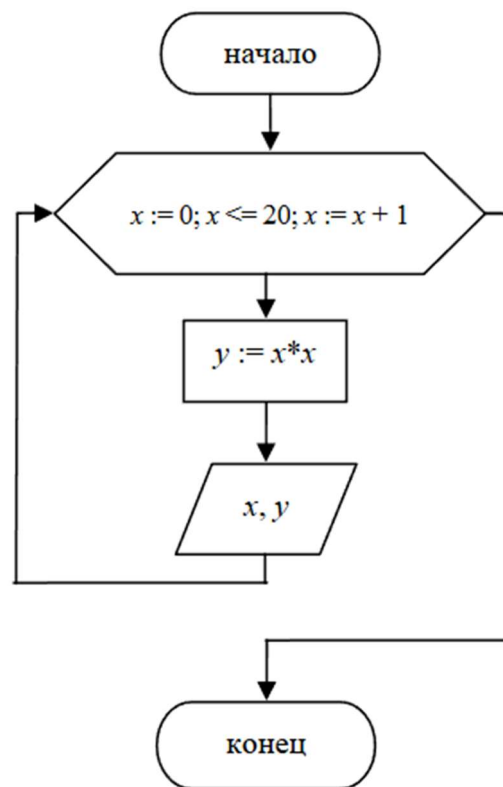 начало
x := 0; x <= 20; x := x + 1
y := x*x
x, y
конец